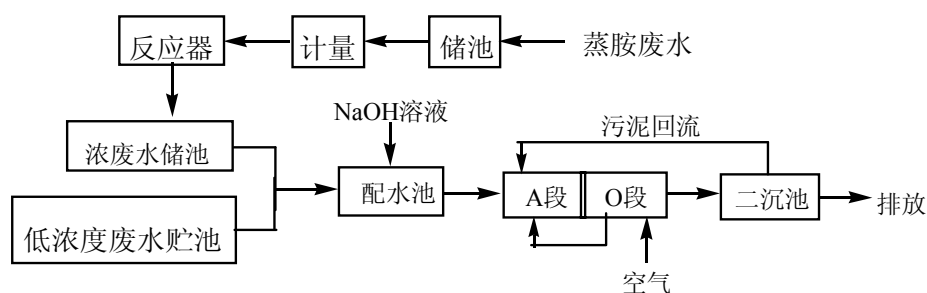 反应器
计量
储池
蒸胺废水
NaOH溶液
污泥回流
浓废水储池
配水池
A段
O段
二沉池
排放
低浓度废水贮池
空气